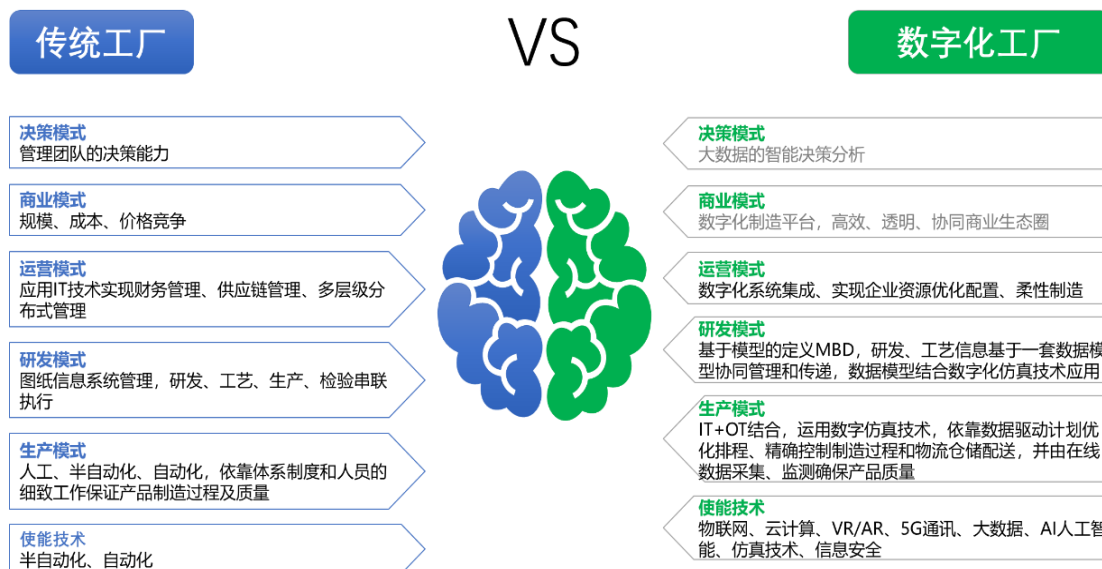 传统工厂
VS
数字化工厂
决策模式
管理团队的决策能力
商业模式
规模、成本、价格竞争
运营模式
应用IT技术实现财务管理、供应链管理、多层级分
布式管理
研发模式
图纸信息系统管理，研发、工艺、生产、检验串联
执行
生产模式
人工、半自动化、自动化，依靠体系制度和人员的
细致工作保证产品制造过程及质量
使能技术
半自动化、自动化
决策模式
大数据的智能决策分析
商业模式
数字化制造平台，高效、透明、协同商业生态圈
运营模式
数字化系统集成、实现企业资源优化配置、柔性制造
研发模式
基于模型的定义MBD，研发、工艺信息基于一套数据模
型协同管理和传递，数据模型结合数字化仿真技术应用
生产模式
IT+OT结合，运用数字仿真技术，依靠数据驱动计划优
化排程、精确控制制造过程和物流仓储配送，并由在线
数据采集、监测确保产品质量
使能技术
物联网、云计算、VR/AR、5G通讯、大数据、AI人工智
能、仿真技术、信息安全